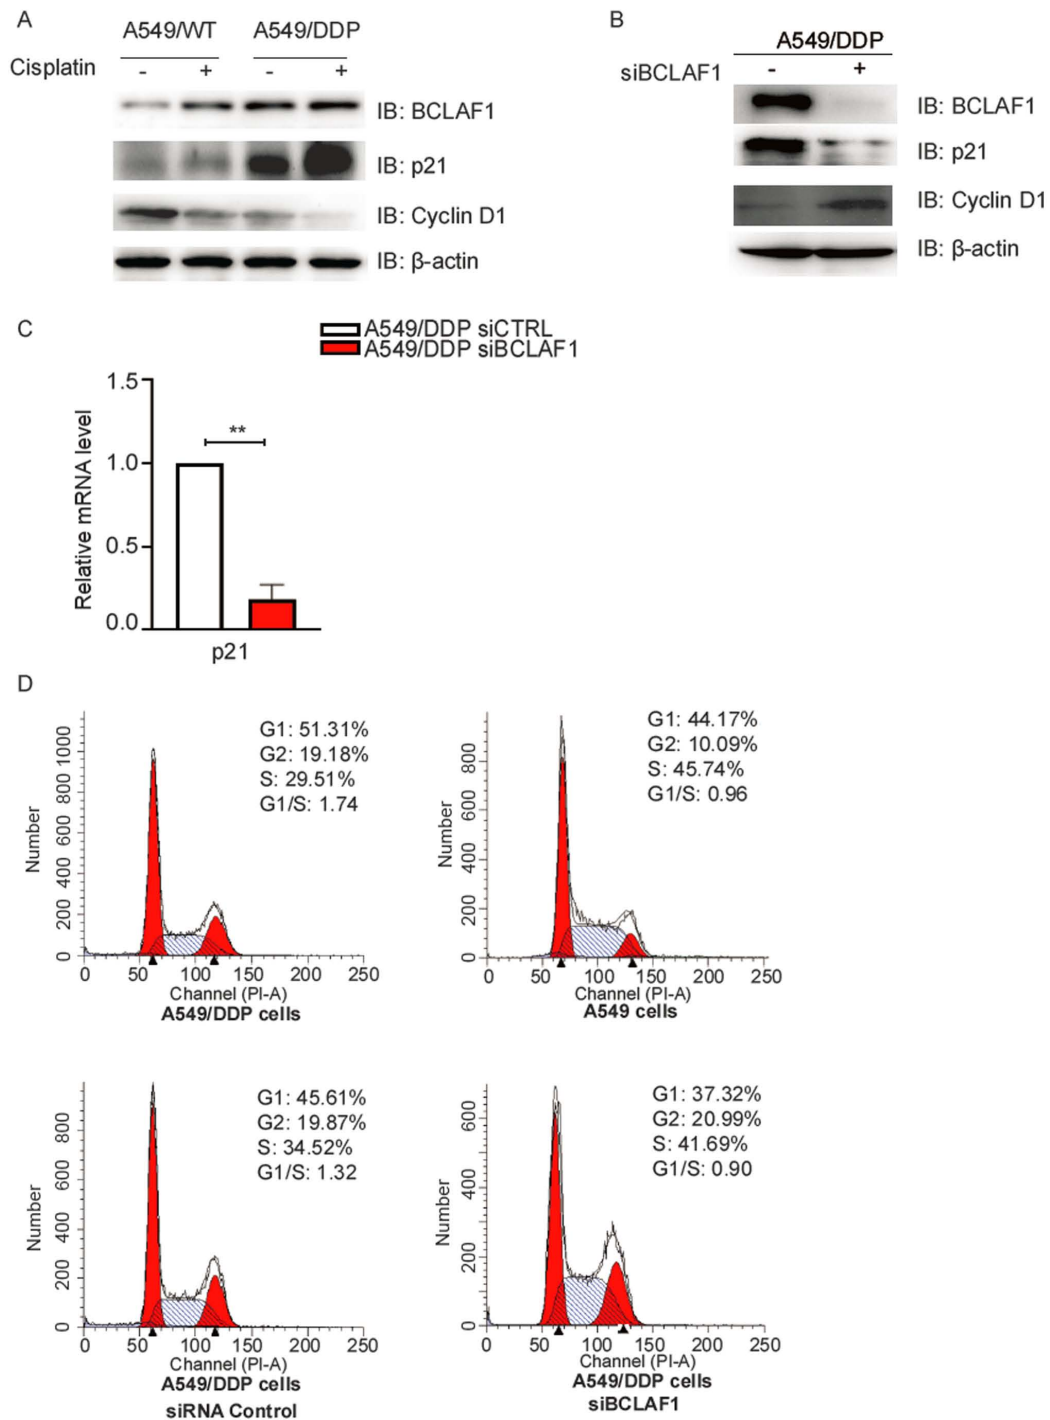 A
A549/WT A549/DDP
Cisplatin - + - +
IB: BCLAF1
IB: p21
IB: Cyclin D1
IB: β-actin
B
A549/DDP
siBCLAF1 - +
IB: BCLAF1
IB: p21
IB: Cyclin D1
IB: β-actin
C
A549/DDP siCTRL
A549/DDP siBCLAF1
Relative mRNA level
1.5
1.0
0.5
0.0
**
p21
D
Number
1000
800
600
400
200
0
G1: 51.31%
G2: 19.18%
S: 29.51%
G1/S: 1.74
0 50 100 150 200 250
Channel (PI-A)
A549/DDP cells
Number
800
600
400
200
0
G1: 44.17%
G2: 10.09%
S: 45.74%
G1/S: 0.96
0 50 100 150 200 250
Channel (PI-A)
A549 cells
Number
800
600
400
200
0
G1: 45.61%
G2: 19.87%
S: 34.52%
G1/S: 1.32
0 50 100 150 200 250
Channel (PI-A)
A549/DDP cells
siRNA Control
Number
600
400
200
0
G1: 37.32%
G2: 20.99%
S: 41.69%
G1/S: 0.90
0 50 100 150 200 250
Channel (PI-A)
A549/DDP cells
siBCLAF1